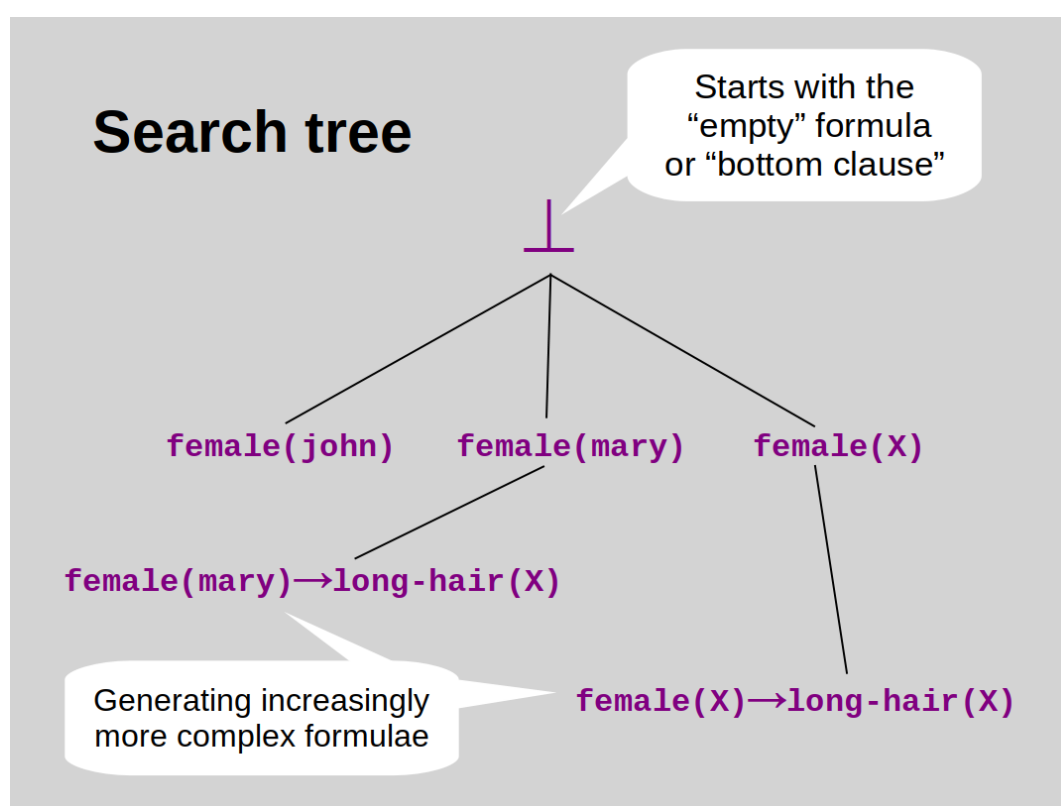 Search tree
Starts with the
“empty” formula
or “bottom clause”
⊥
female(john)
female(mary)
female(X)
female(mary)→long-hair(X)
Generating increasingly
more complex formulae
female(X)→long-hair(X)